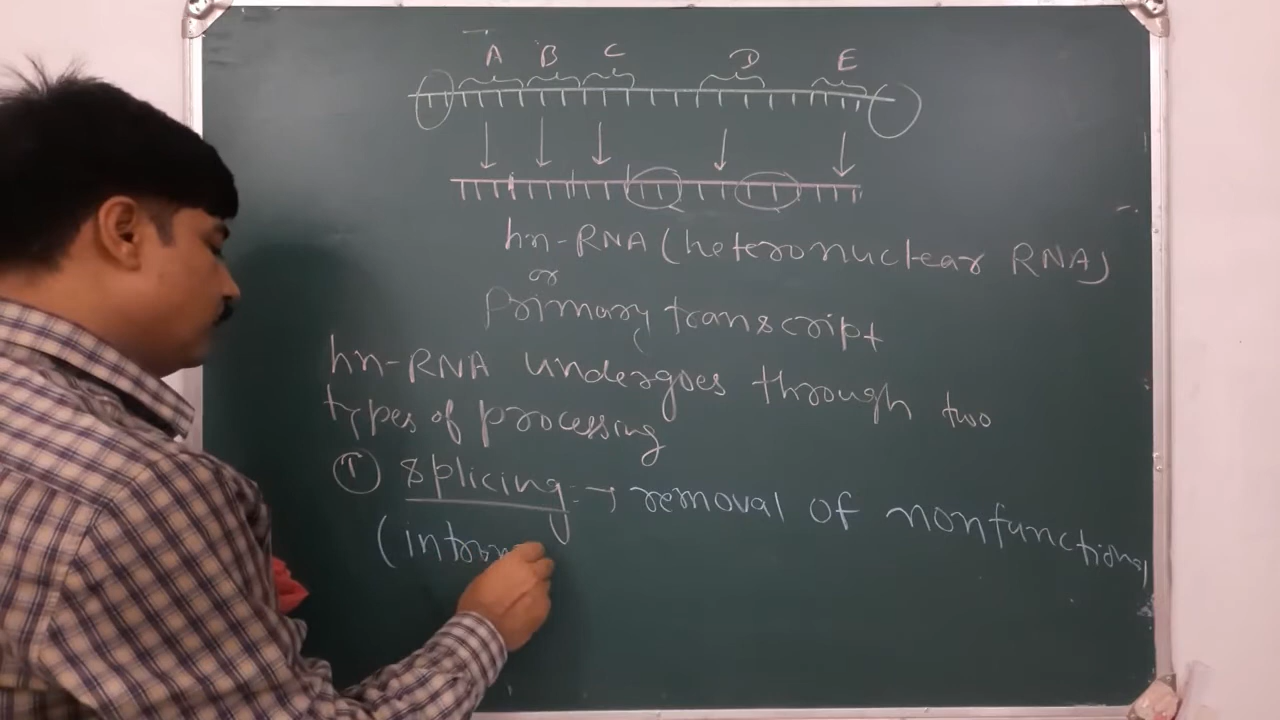 A B C D E
hn-RNA (heteronuclear RNA)
or
Primary transcript
hn-RNA undergoes through two
types of processing
① splicing :→ removal of nonfunctional
(intron